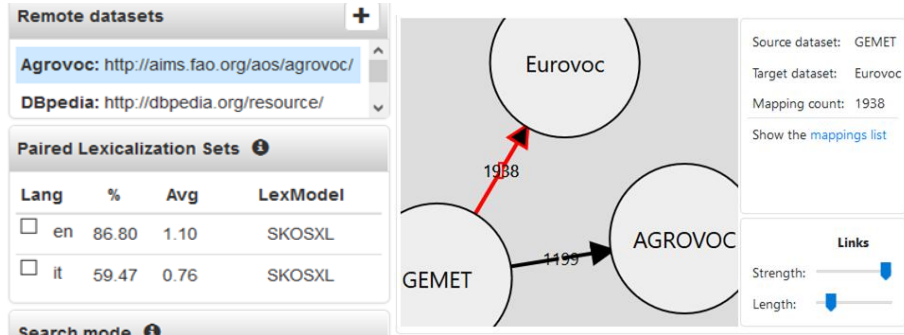 Remote datasets +
Agrovoc: http://aims.fao.org/aos/agrovoc/
DBpedia: http://dbpedia.org/resource/
Paired Lexicalization Sets
Lang % Avg LexModel
en 86.80 1.10 SKOSXL
it 59.47 0.76 SKOSXL
Search mode
Eurovoc
1938
AGROVOC
1199
GEMET
Source dataset: GEMET
Target dataset: Eurovoc
Mapping count: 1938
Show the mappings list
Links
Strength:
Length: